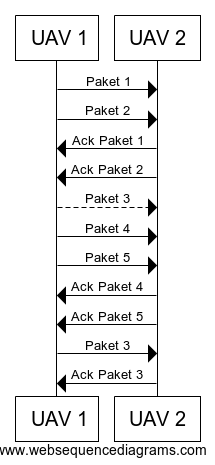 UAV 1 UAV 2
Paket 1
Paket 2
Ack Paket 1
Ack Paket 2
Paket 3
Paket 4
Paket 5
Ack Paket 4
Ack Paket 5
Paket 3
Ack Paket 3
UAV 1 UAV 2
www.websequencediagrams.com